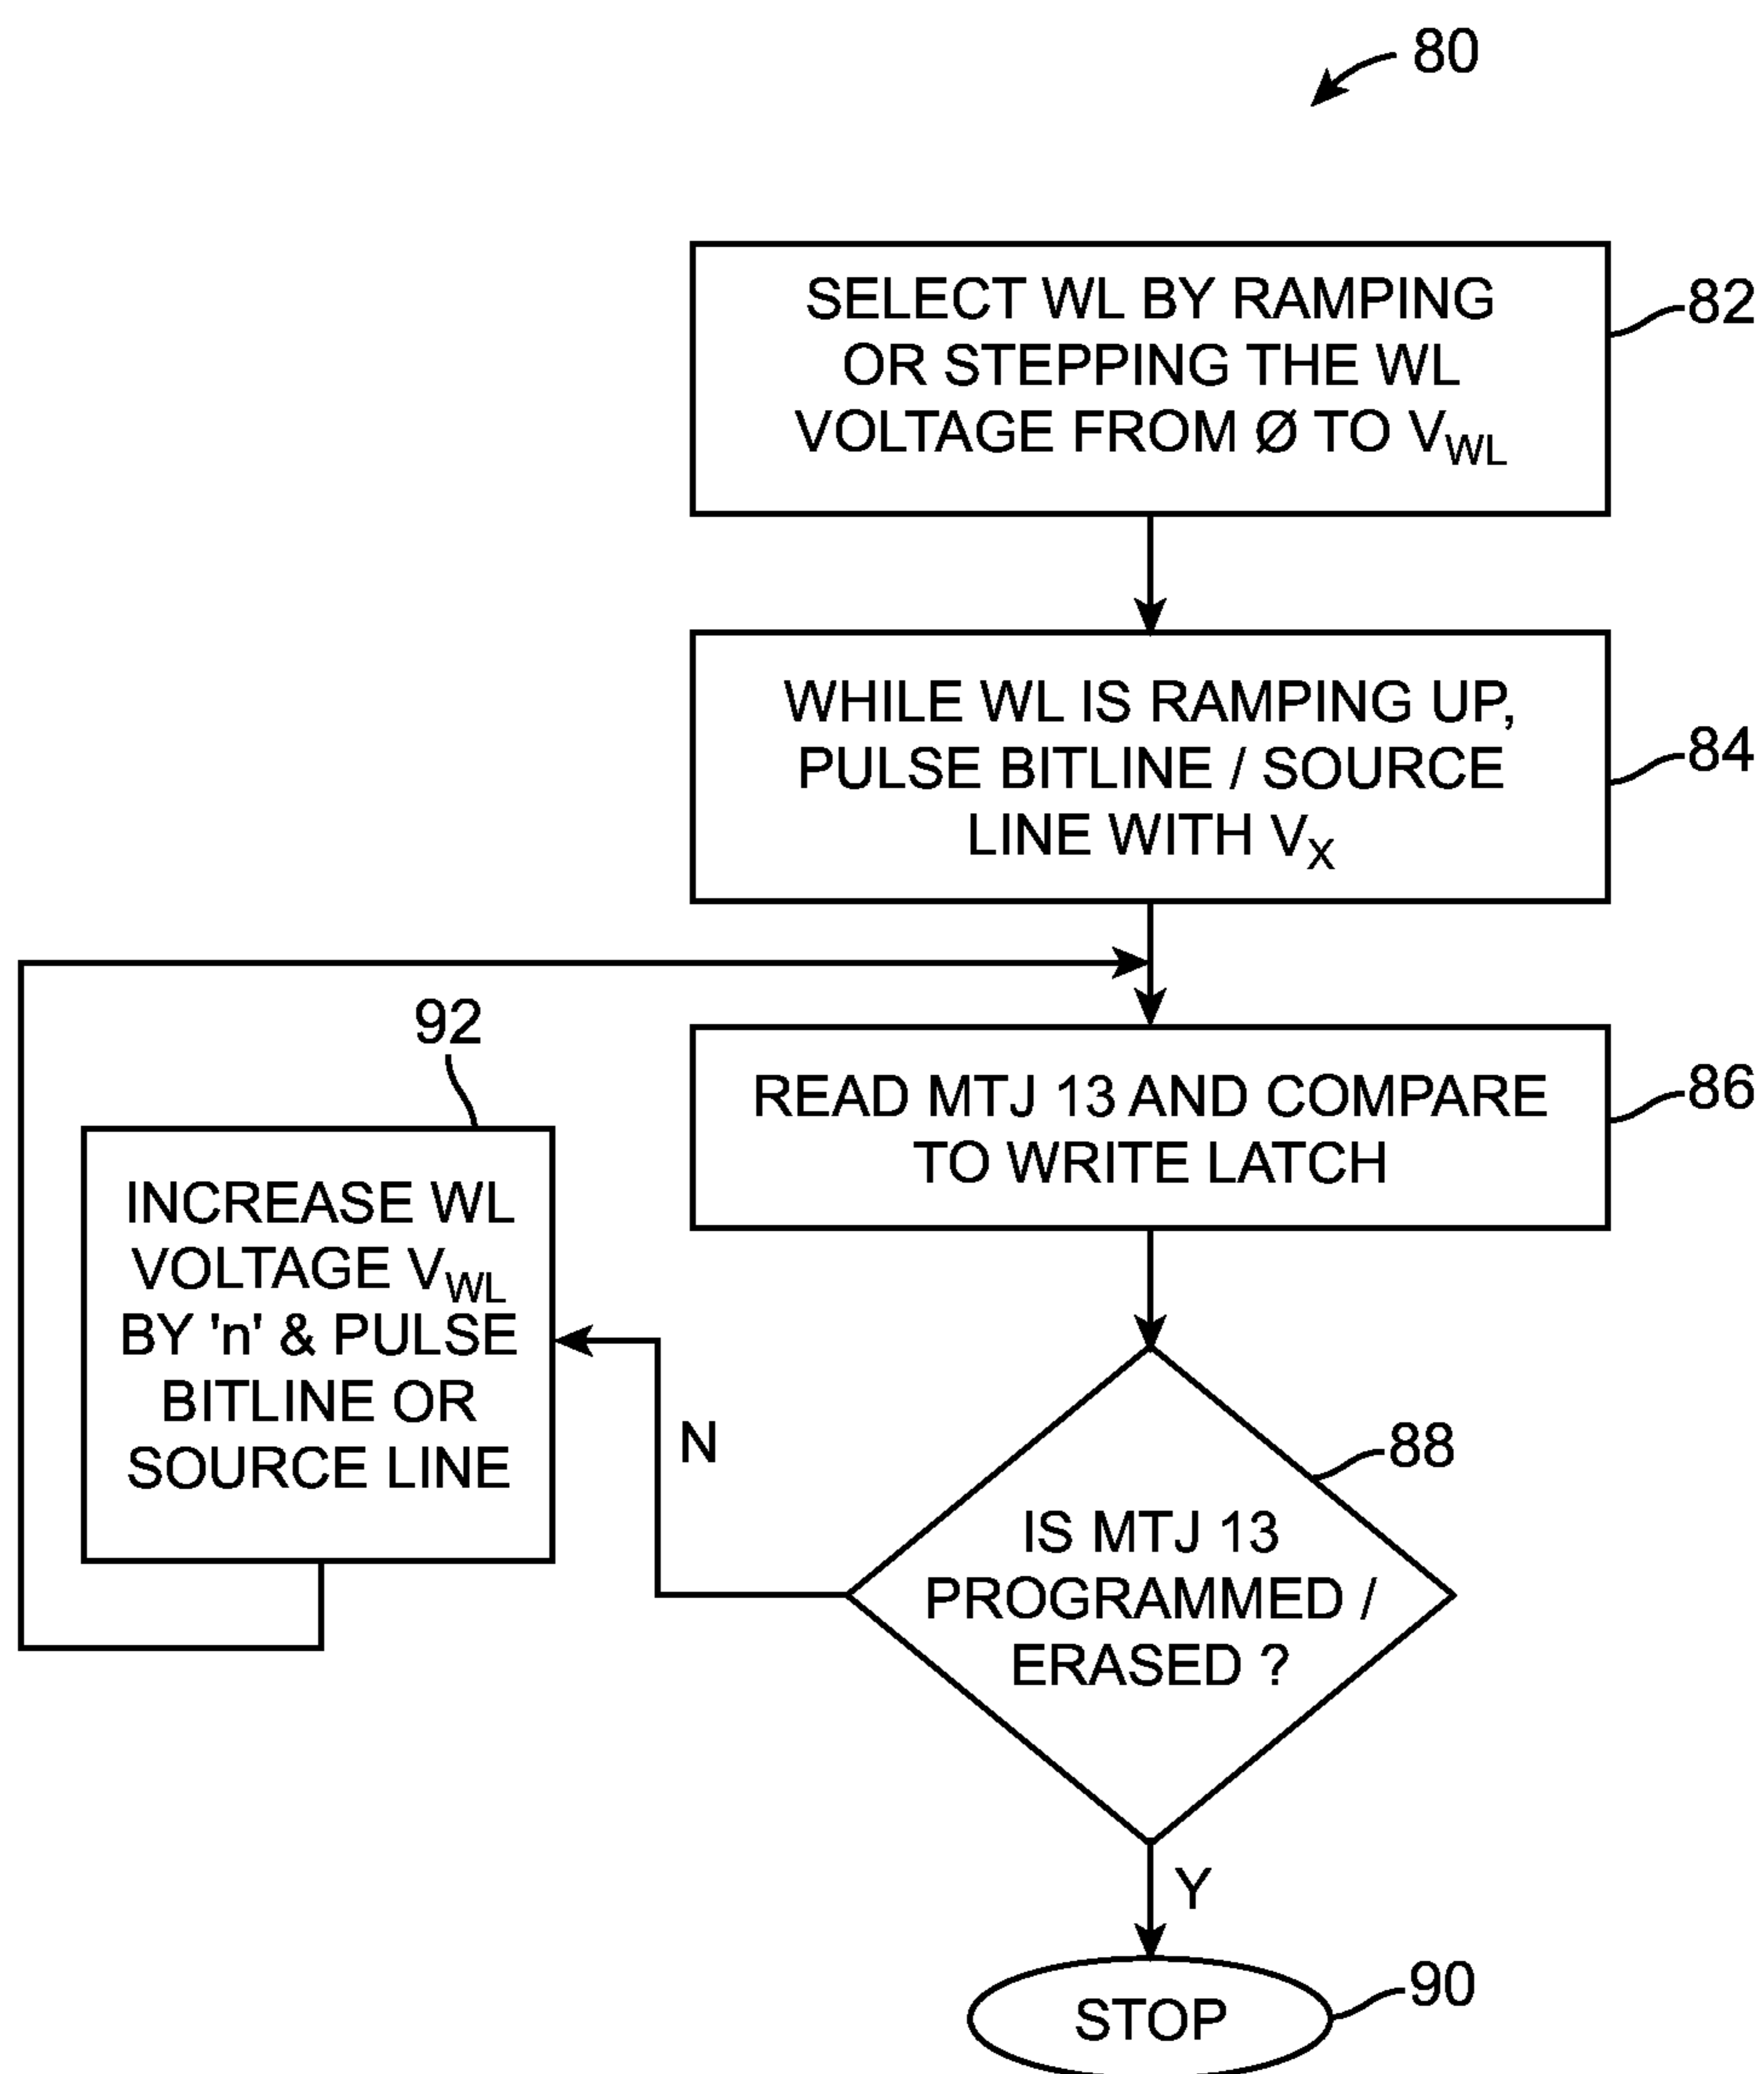 80
SELECT WL BY RAMPING
OR STEPPING THE WL
VOLTAGE FROM Ø TO VWL
82
WHILE WL IS RAMPING UP,
PULSE BITLINE / SOURCE
LINE WITH VX
84
READ MTJ 13 AND COMPARE
TO WRITE LATCH
86
92
INCREASE WL
VOLTAGE VWL
BY 'n' & PULSE
BITLINE OR
SOURCE LINE
N
88
IS MTJ 13
PROGRAMMED /
ERASED ?
Y
STOP
90